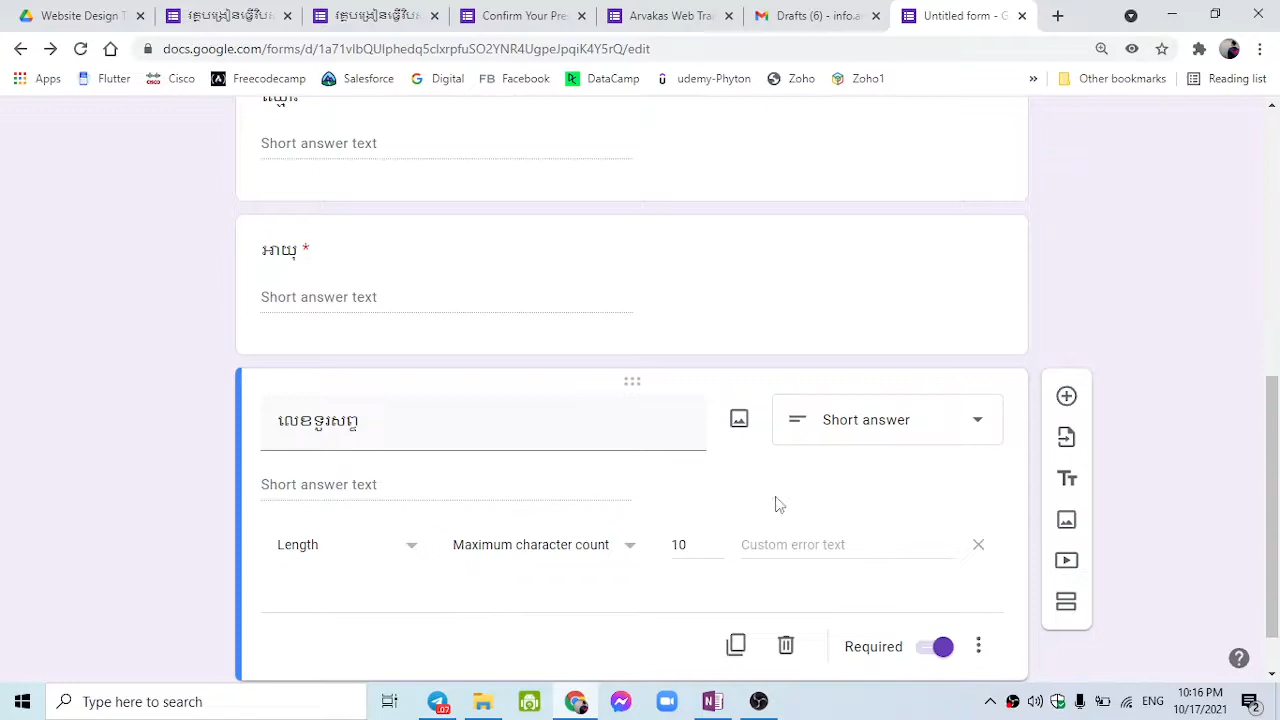 Website Design T
Confirm Your Pre
Arvakas Web Tra
Drafts (6) - info.a
Untitled form - G
docs.google.com/forms/d/1a71vIbQUIphedq5clxrpfuSO2YNR4UgpeJpqiK4Y5rQ/edit
Apps
Flutter
Cisco
Freecodecamp
Salesforce
Digital
FB Facebook
DataCamp
udemy-Phyton
Zoho
Zoho1
»
Other bookmarks
Reading list
Short answer text
អាយុ *
Short answer text
លេខទូរសព្ទ
Short answer
Short answer text
Length
Maximum character count
10
Custom error text
Required
Type here to search
07
ENG
10:16 PM
10/17/2021
2